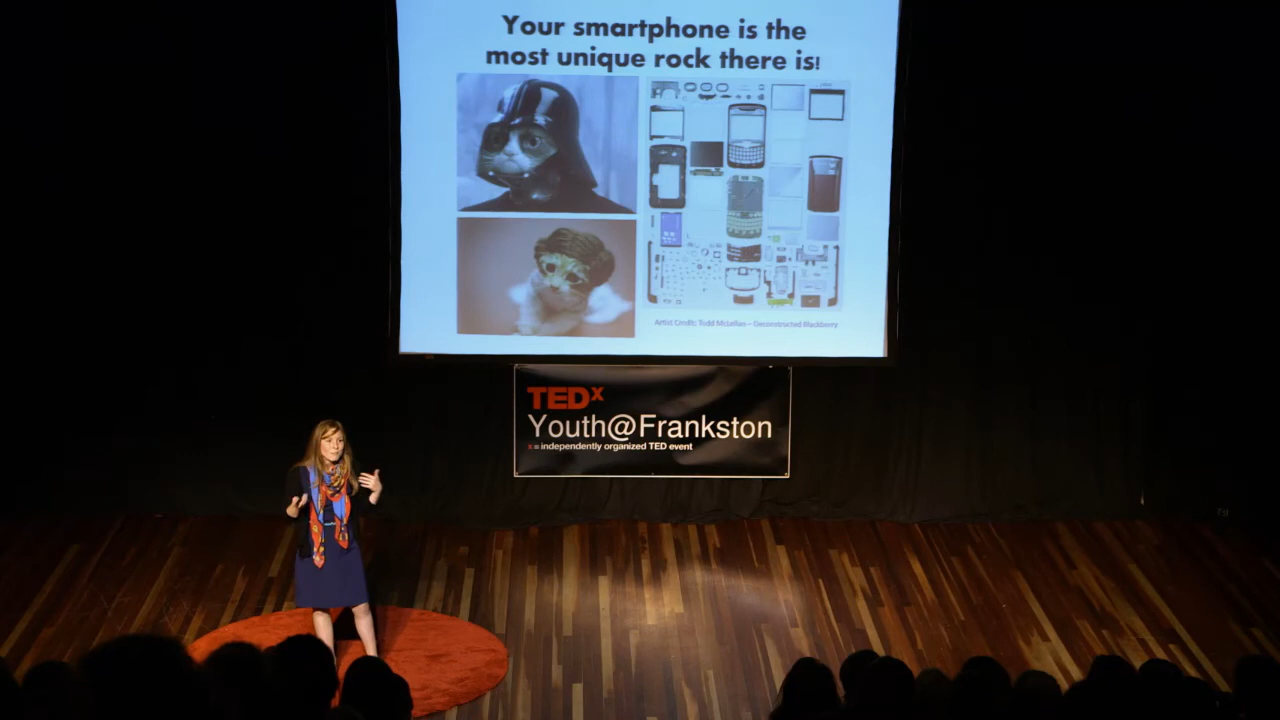 Your smartphone is the
most unique rock there is!
Artist Credit: Todd McLellan – Deconstructed Blackberry
TEDx
Youth@Frankston
x = independently organized TED event